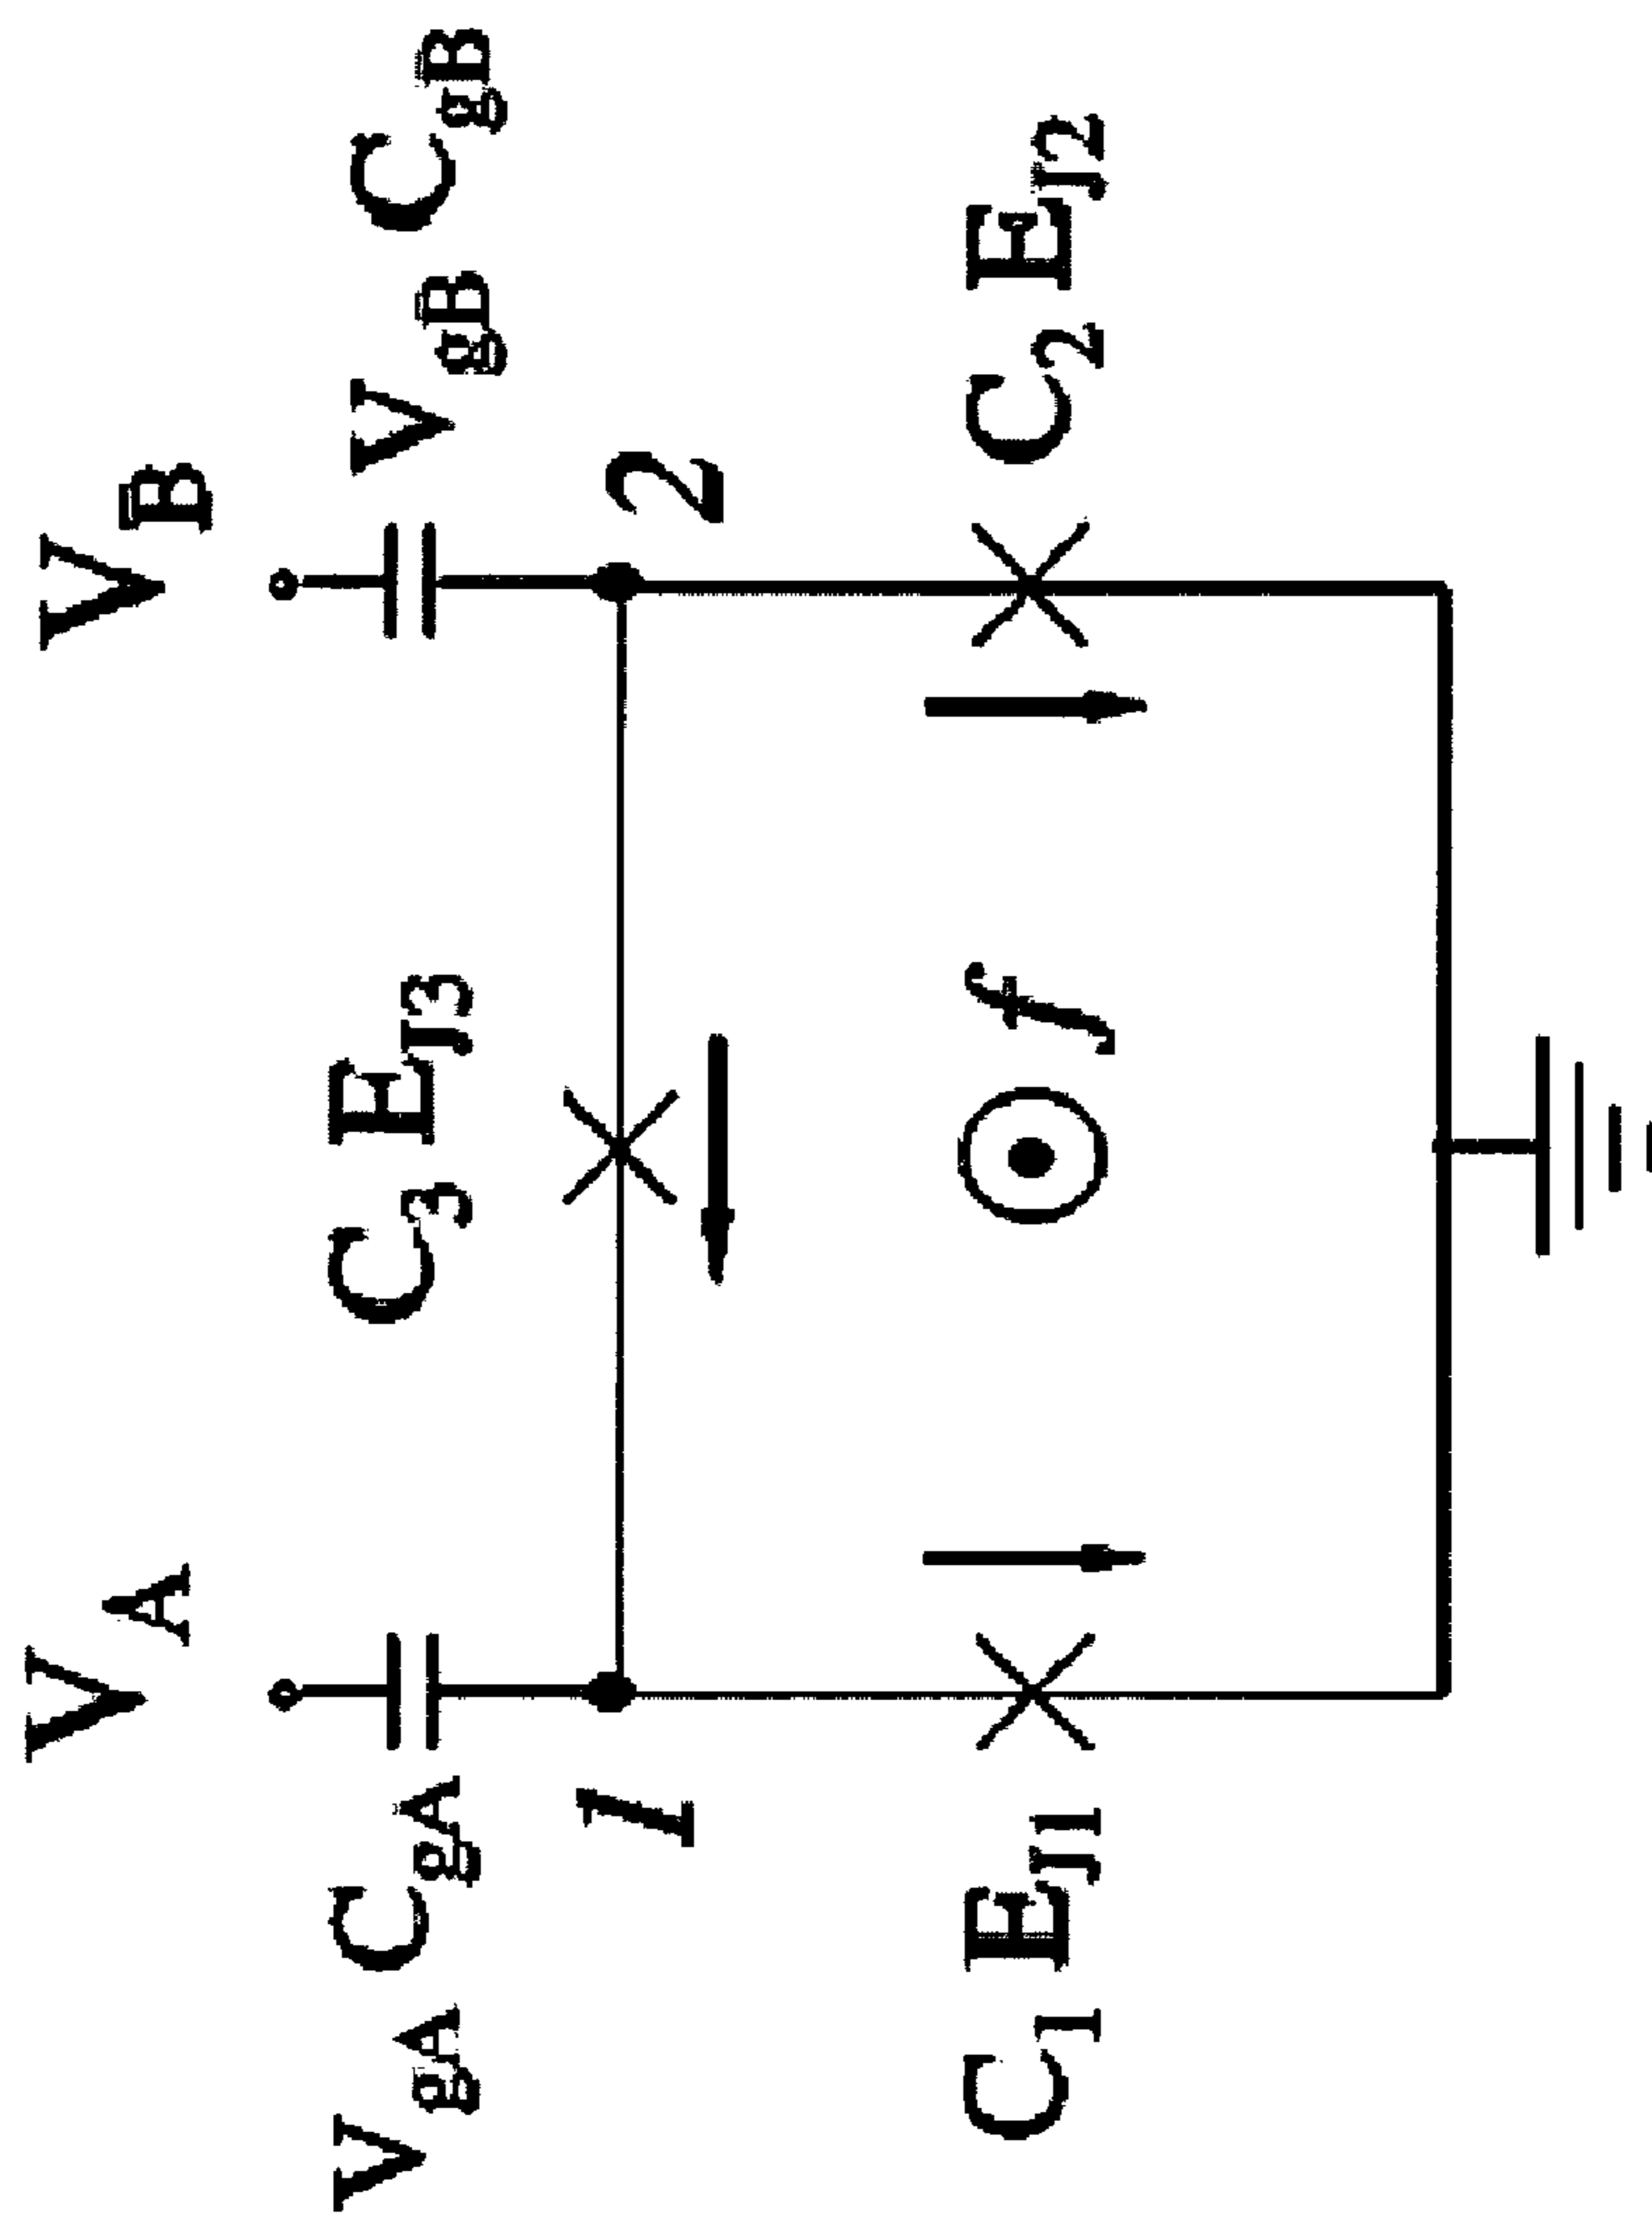 V_A V_B
V_gA C_gA C_3 E_J3 V_gB C_gB
1 2
C_1 E_J1 f C_2 E_J2